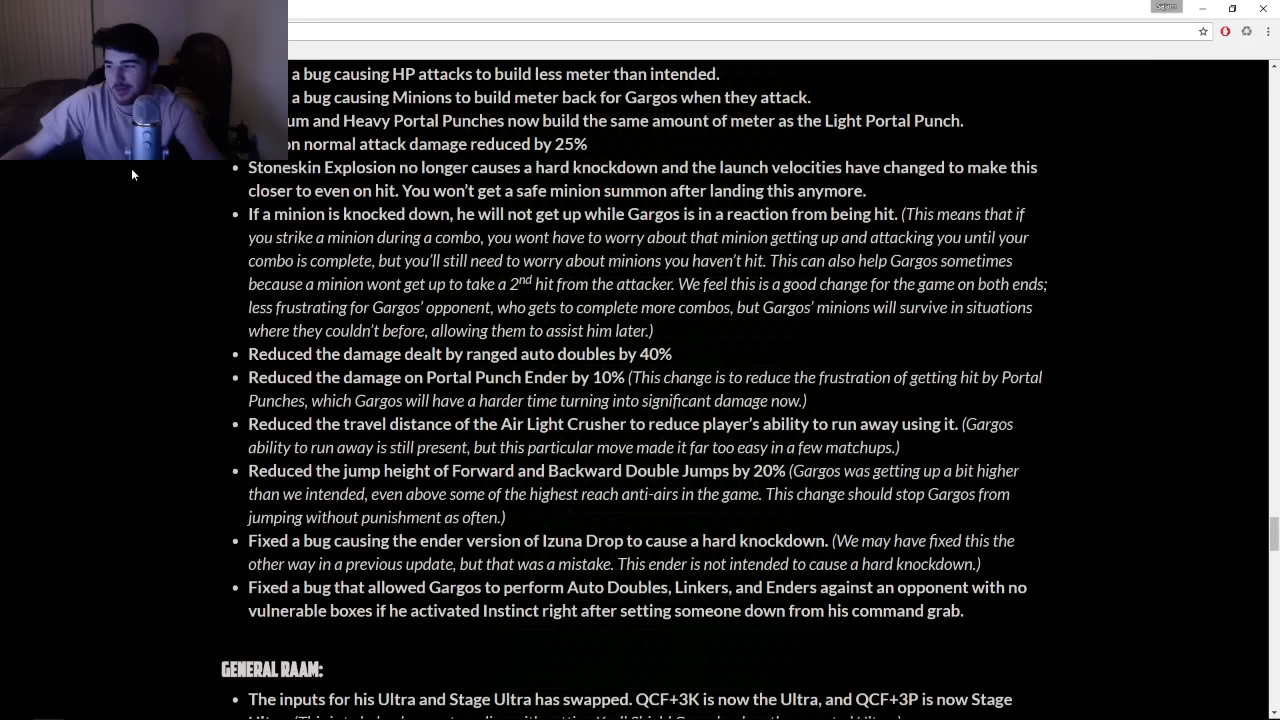 Sajam
a bug causing HP attacks to build less meter than intended.
a bug causing Minions to build meter back for Gargos when they attack.
um and Heavy Portal Punches now build the same amount of meter as the Light Portal Punch.
on normal attack damage reduced by 25%
• Stoneskin Explosion no longer causes a hard knockdown and the launch velocities have changed to make this
closer to even on hit. You won't get a safe minion summon after landing this anymore.
• If a minion is knocked down, he will not get up while Gargos is in a reaction from being hit. (This means that if
you strike a minion during a combo, you wont have to worry about that minion getting up and attacking you until your
combo is complete, but you'll still need to worry about minions you haven't hit. This can also help Gargos sometimes
because a minion wont get up to take a 2nd hit from the attacker. We feel this is a good change for the game on both ends;
less frustrating for Gargos' opponent, who gets to complete more combos, but Gargos' minions will survive in situations
where they couldn't before, allowing them to assist him later.)
• Reduced the damage dealt by ranged auto doubles by 40%
• Reduced the damage on Portal Punch Ender by 10% (This change is to reduce the frustration of getting hit by Portal
Punches, which Gargos will have a harder time turning into significant damage now.)
• Reduced the travel distance of the Air Light Crusher to reduce player's ability to run away using it. (Gargos
ability to run away is still present, but this particular move made it far too easy in a few matchups.)
• Reduced the jump height of Forward and Backward Double Jumps by 20% (Gargos was getting up a bit higher
than we intended, even above some of the highest reach anti-airs in the game. This change should stop Gargos from
jumping without punishment as often.)
• Fixed a bug causing the ender version of Izuna Drop to cause a hard knockdown. (We may have fixed this the
other way in a previous update, but that was a mistake. This ender is not intended to cause a hard knockdown.)
• Fixed a bug that allowed Gargos to perform Auto Doubles, Linkers, and Enders against an opponent with no
vulnerable boxes if he activated Instinct right after setting someone down from his command grab.
GENERAL RAAM:
• The inputs for his Ultra and Stage Ultra has swapped. QCF+3K is now the Ultra, and QCF+3P is now Stage